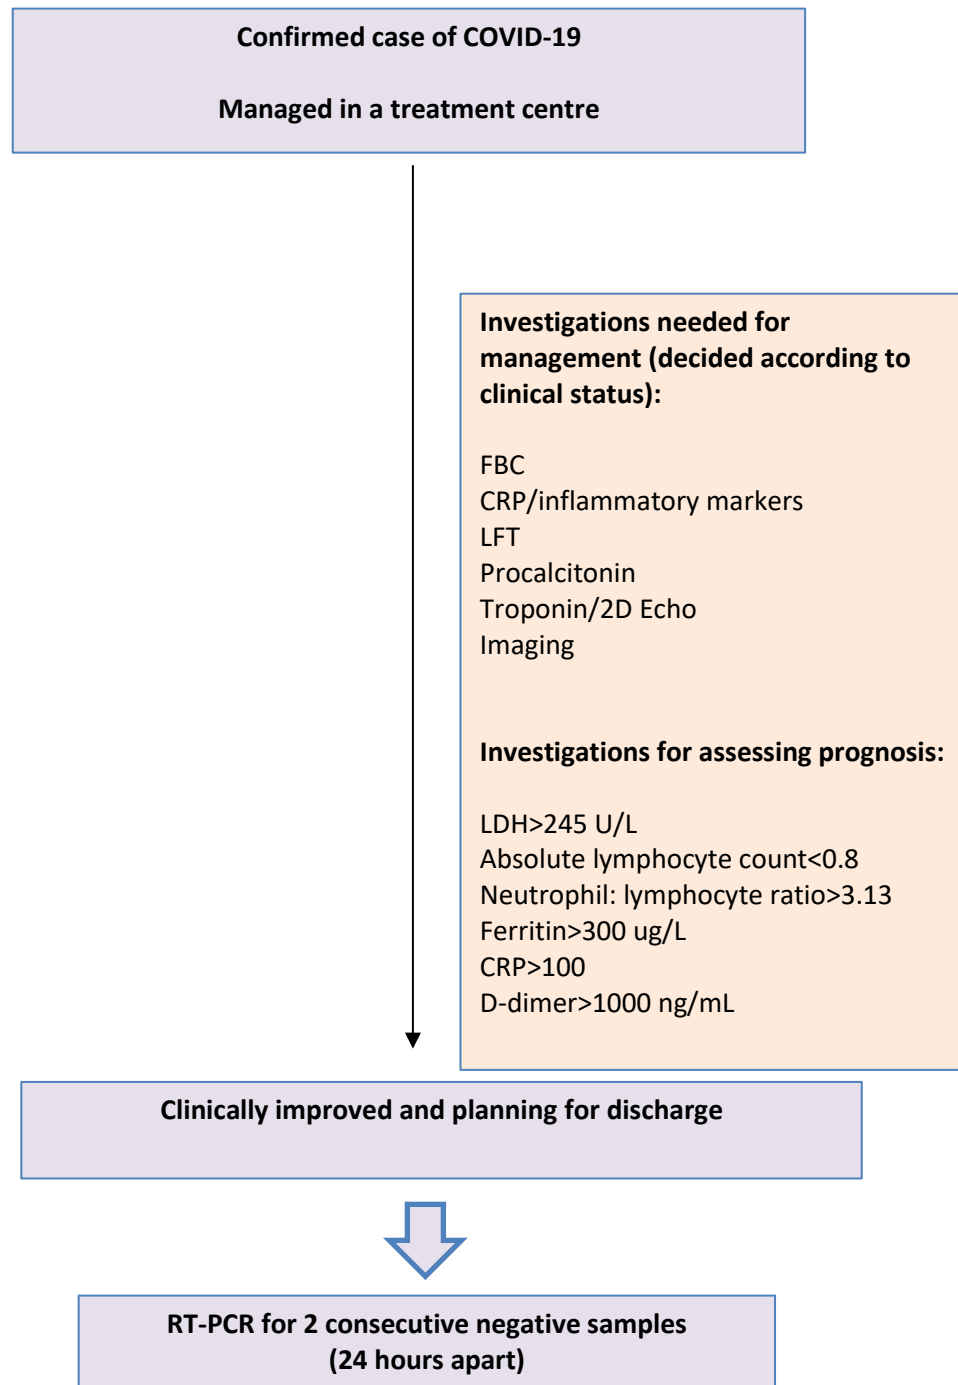 Confirmed case of COVID-19
Managed in a treatment centre
Investigations needed for
management (decided according to
clinical status):
FBC
CRP/inflammatory markers
LFT
Procalcitonin
Troponin/2D Echo
Imaging
Investigations for assessing prognosis:
LDH>245 U/L
Absolute lymphocyte count<0.8
Neutrophil: lymphocyte ratio>3.13
Ferritin>300 ug/L
CRP>100
D-dimer>1000 ng/mL
Clinically improved and planning for discharge
RT-PCR for 2 consecutive negative samples
(24 hours apart)